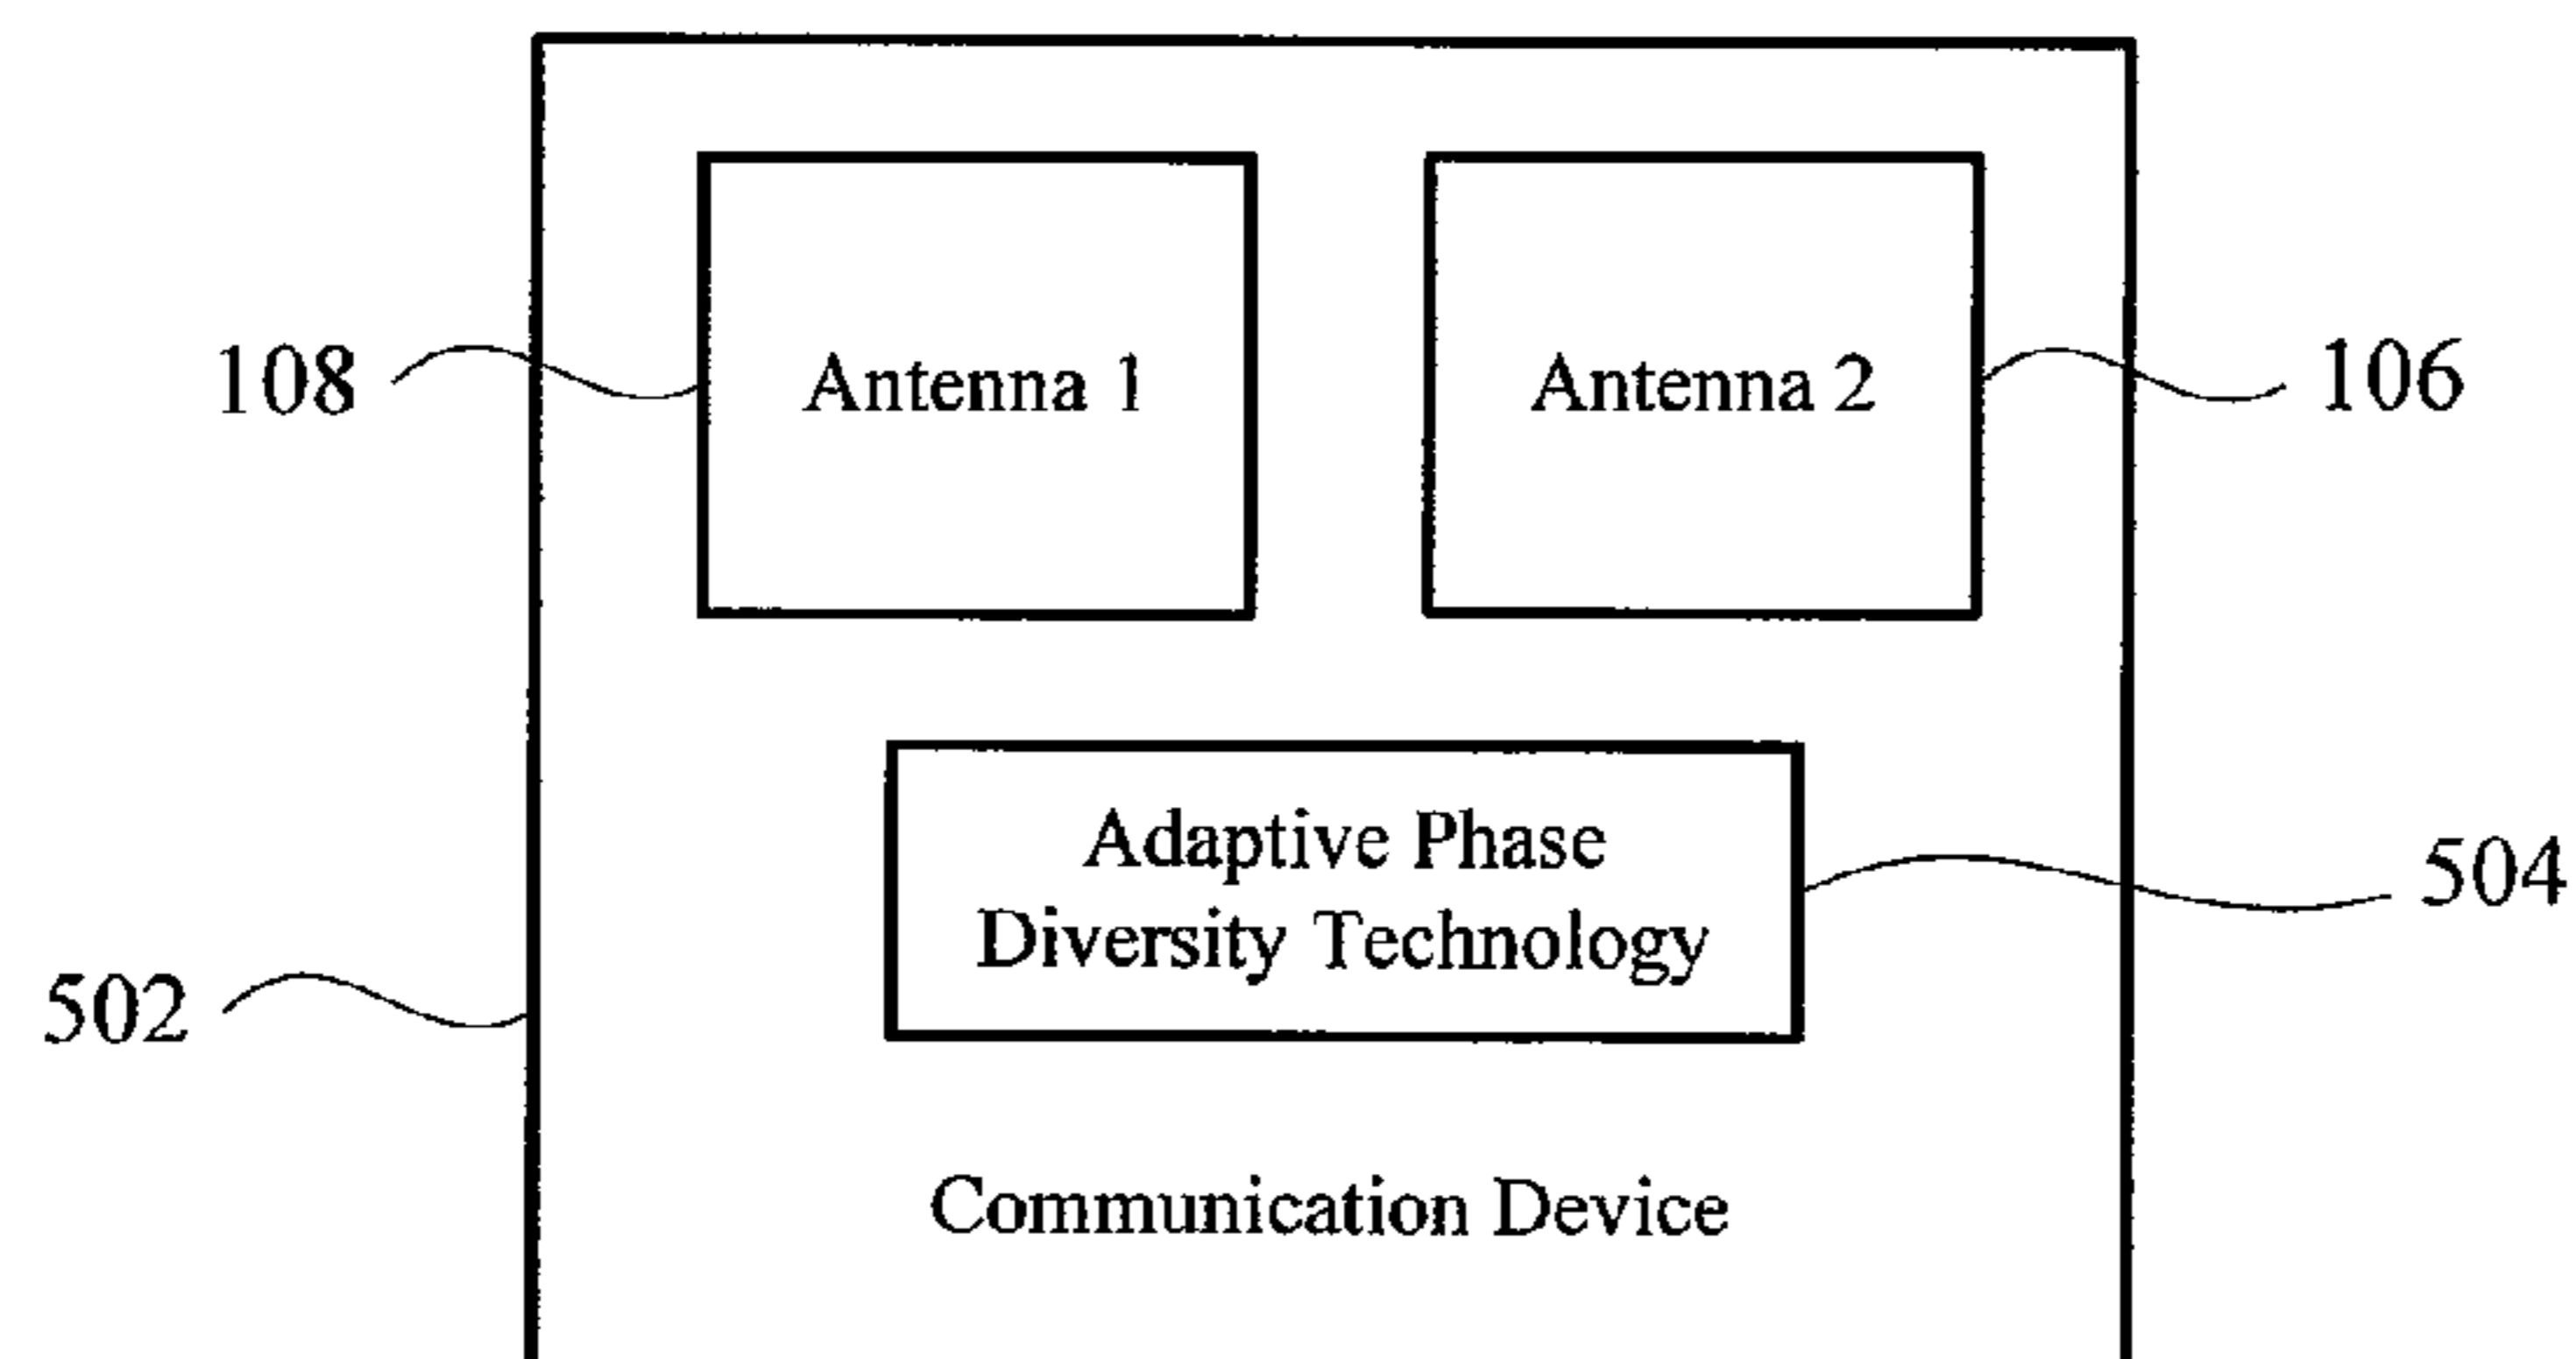 108
Antenna 1
Antenna 2
106
Adaptive Phase
Diversity Technology
504
502
Communication Device